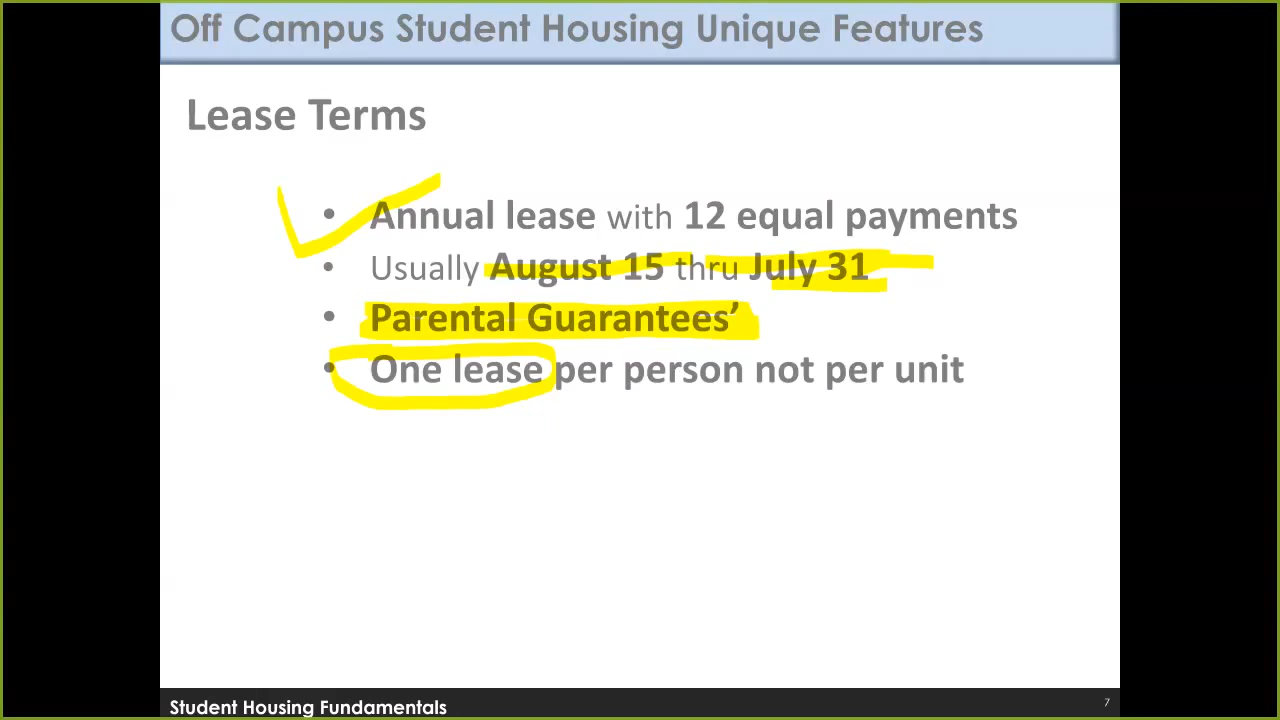 Off Campus Student Housing Unique Features
Lease Terms
• Annual lease with 12 equal payments
• Usually August 15 thru July 31
• Parental Guarantees’
• One lease per person not per unit
Student Housing Fundamentals
7